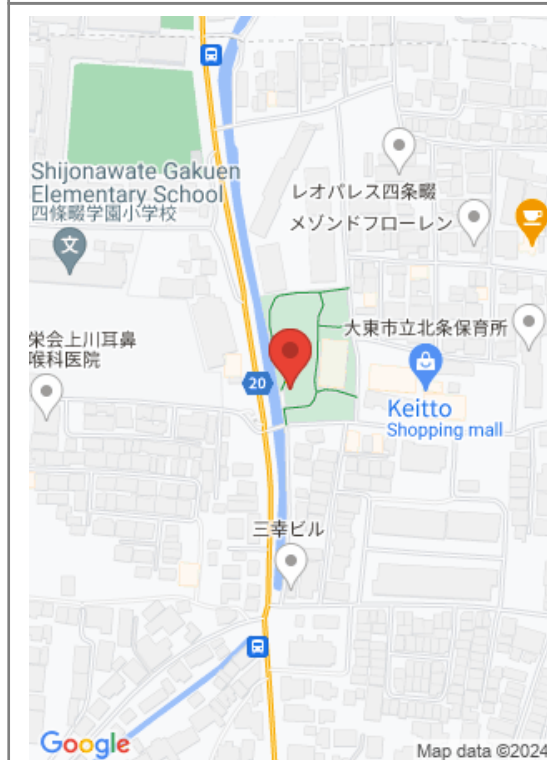 Shijonawate Gakuen
Elementary School
四條畷学園小学校
文
レオパレス四条畷
メゾンドフローレン
大東市立北条保育所
栄会上川耳鼻
喉科医院
20
Keitto
Shopping mall
三幸ビル
Google
Map data ©2024